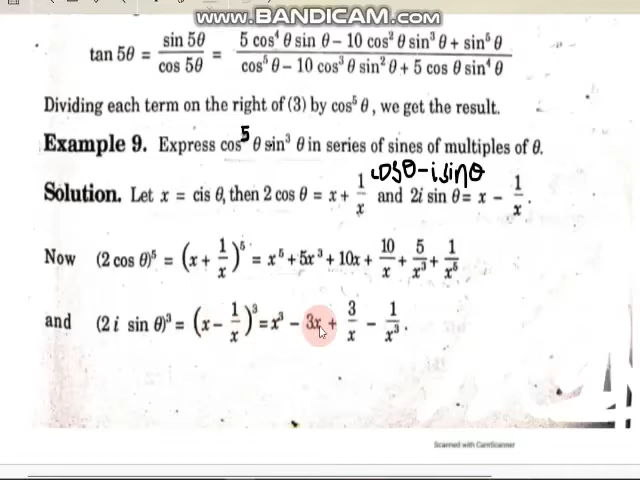 www.BANDICAM.com
tan 5θ = sin 5θ / cos 5θ = 5 cos⁴ θ sin θ − 10 cos² θ sin³ θ + sin⁵ θ / cos⁵ θ − 10 cos³ θ sin² θ + 5 cos θ sin⁴ θ
Dividing each term on the right of (3) by cos⁵ θ, we get the result.
Example 9. Express cos⁵ θ sin³ θ in series of sines of multiples of θ.
cosθ-isinθ
Solution. Let x = cis θ, then 2 cos θ = x + 1/x and 2i sin θ = x − 1/x.
Now (2 cos θ)⁵ = (x + 1/x)⁵ = x⁵ + 5x³ + 10x + 10/x + 5/x³ + 1/x⁵
and (2 i sin θ)³ = (x − 1/x)³ = x³ − 3x + 3/x − 1/x³.
Scanned with CamScanner